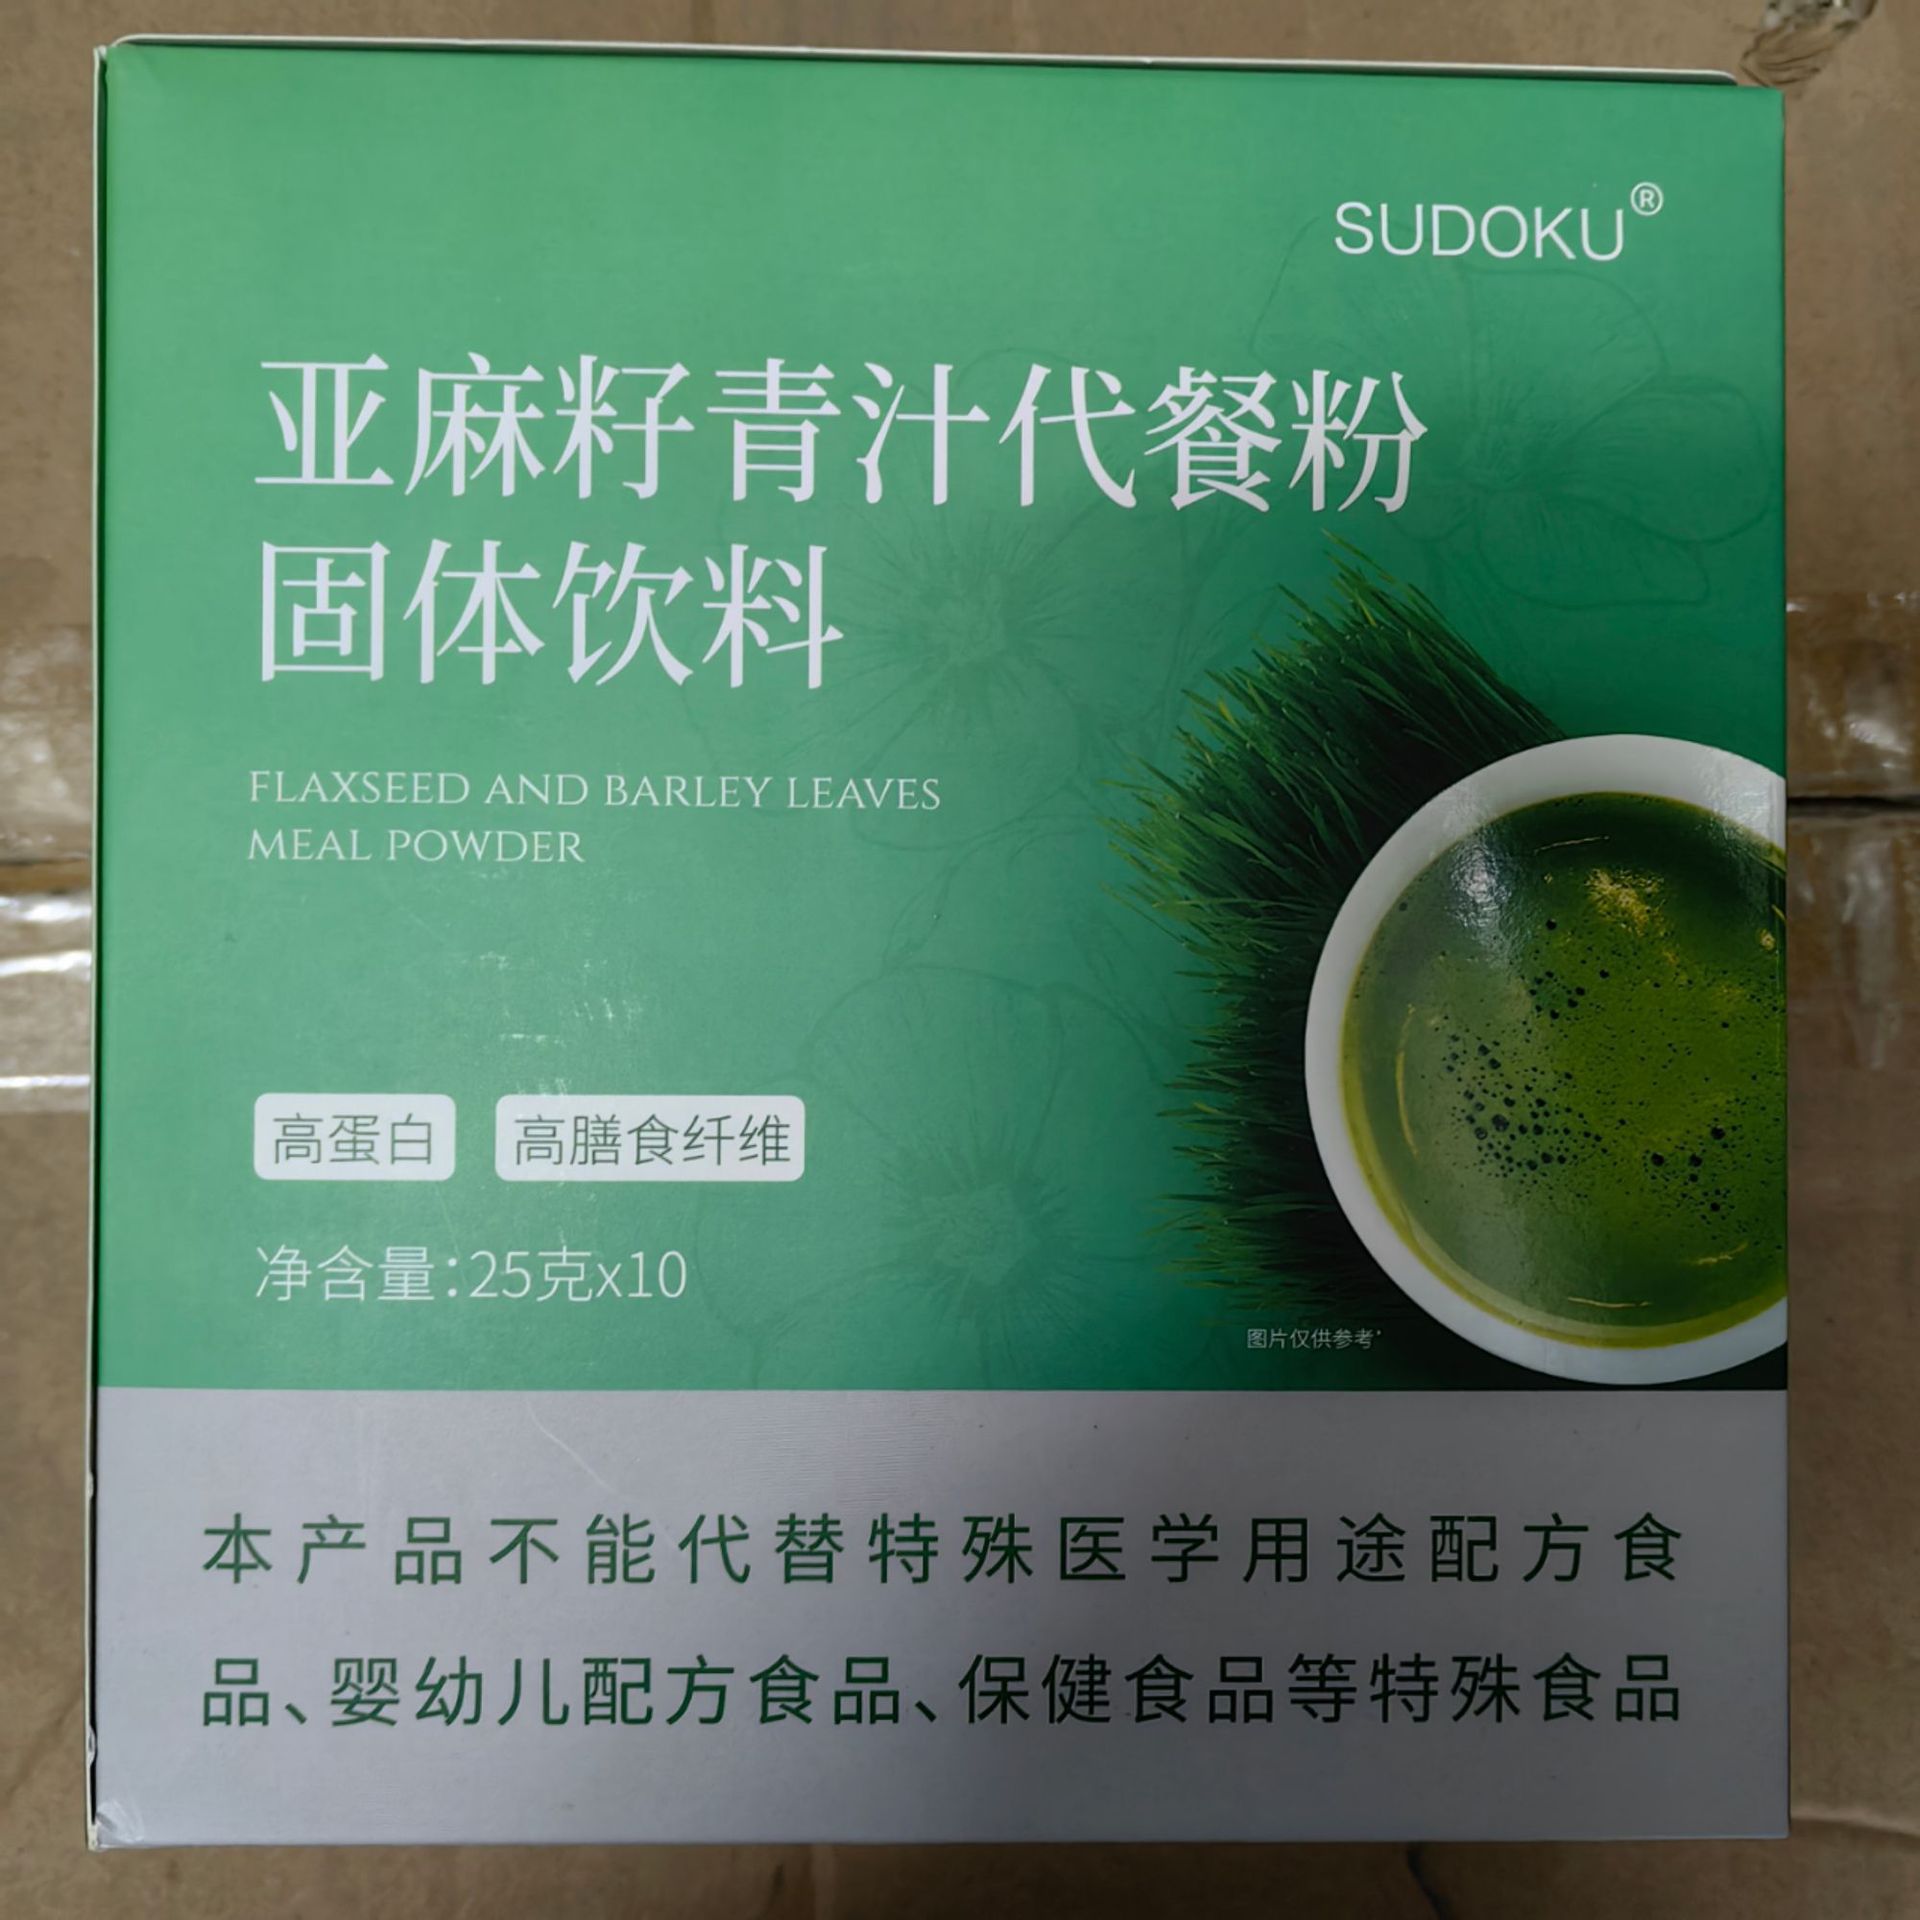 SUDOKU®
亚麻籽青汁代餐粉
固体饮料
FLAXSEED AND BARLEY LEAVES
MEAL POWDER
高蛋白 高膳食纤维
净含量:25克x10
图片仅供参考*
本产品不能代替特殊医学用途配方食
品、婴幼儿配方食品、保健食品等特殊食品